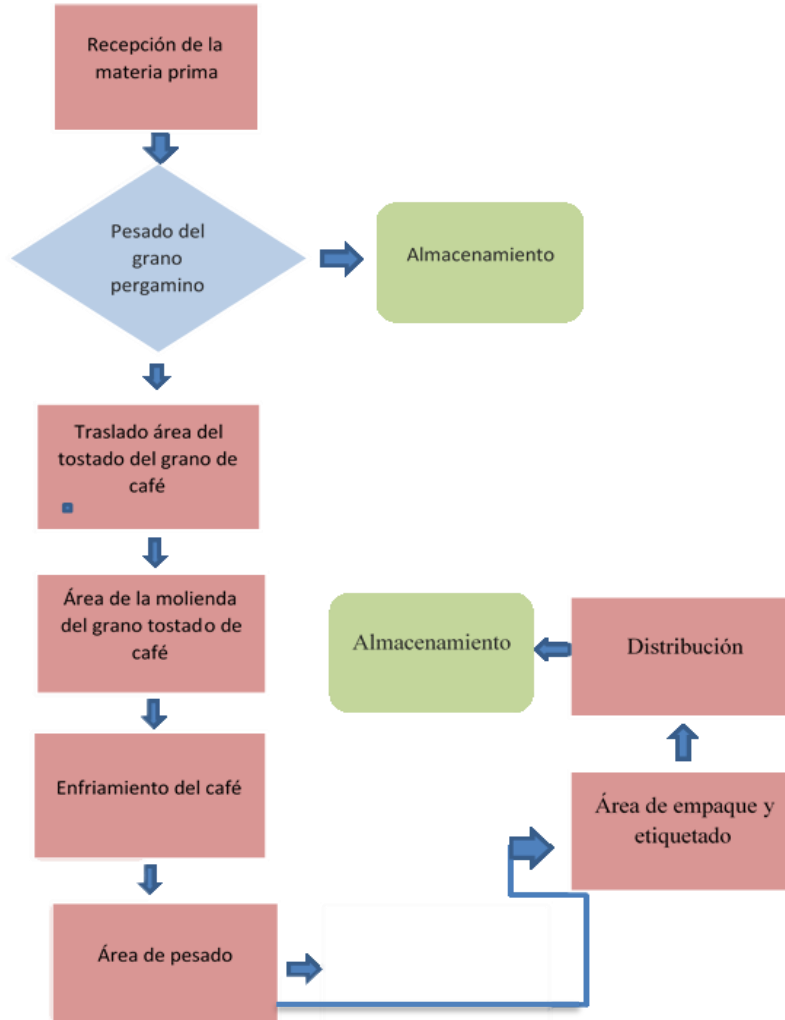 Recepción de la
materia prima
Pesado del
grano
pergamino
Almacenamiento
Traslado área del
tostado del grano de
café
Área de la molienda
del grano tostado de
café
Enfriamiento del café
Área de pesado
Área de empaque y
etiquetado
Distribución
Almacenamiento